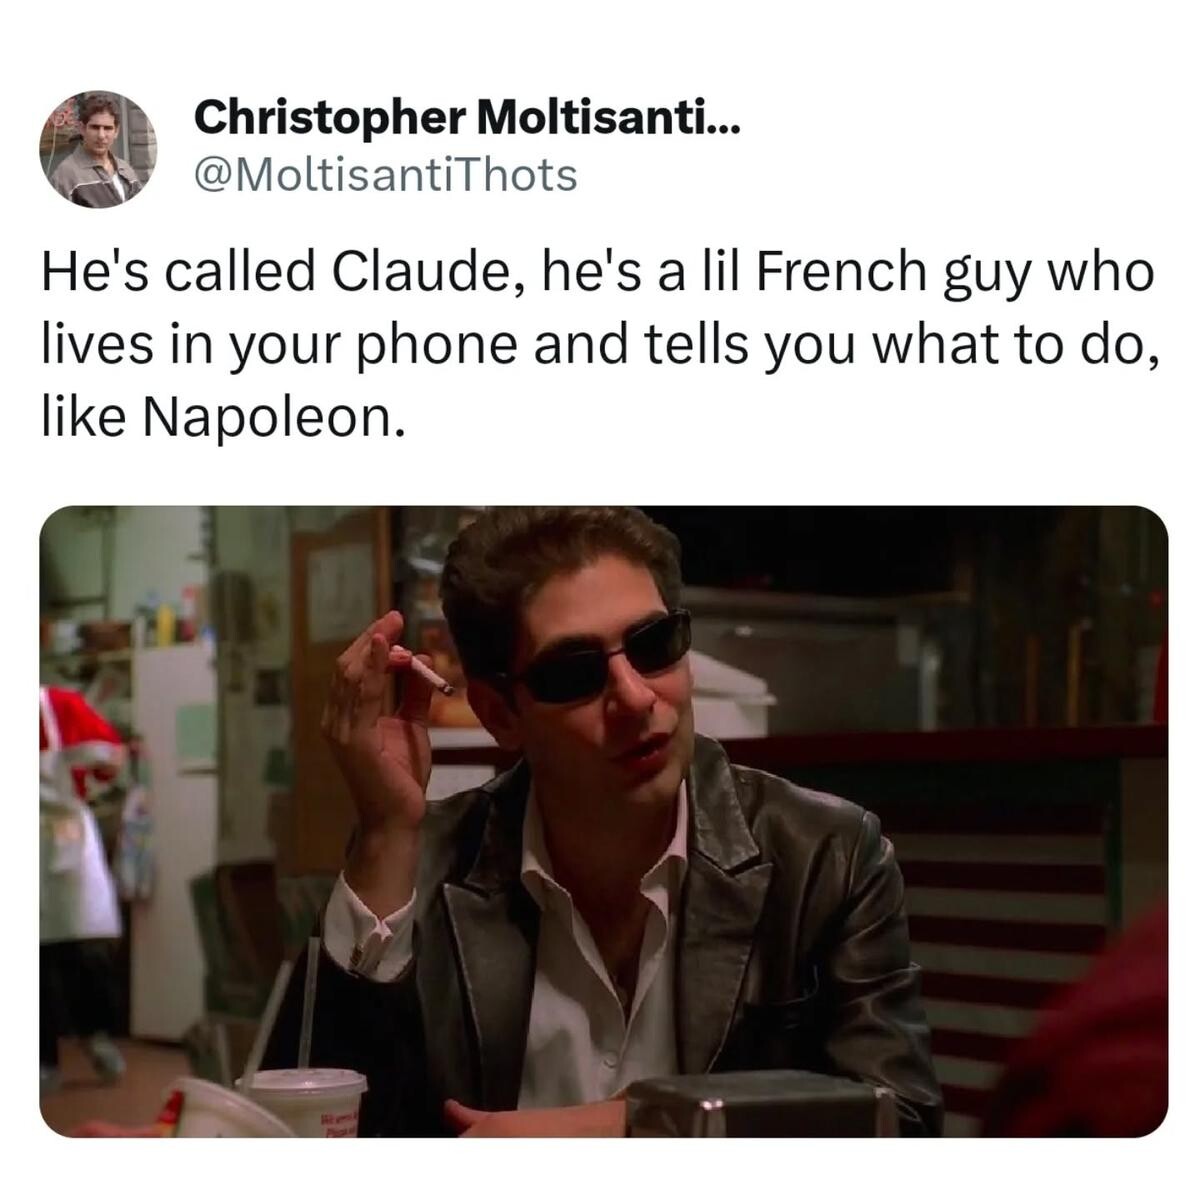 Christopher Moltisanti...
@MoltisantiThots
He's called Claude, he's a lil French guy who
lives in your phone and tells you what to do,
like Napoleon.